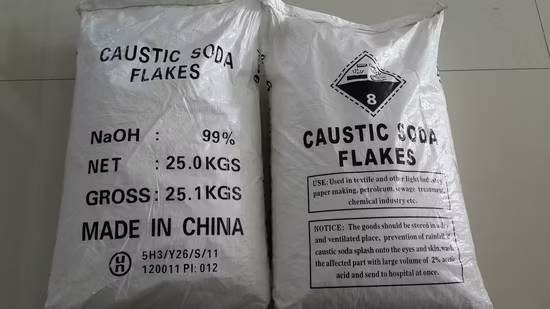 CAUSTIC SODA
FLAKES
NaOH : 99%
NET : 25.0KGS
GROSS : 25.1KGS
MADE IN CHINA
UN 5H3/Y26/S/11
120011 PI: 012
8
CAUSTIC SODA
FLAKES
USE: Used in textile and other light industry
paper making, petroleum, sewage treatment,
chemical industry etc.
NOTICE: The goods should be stored in a dry
and ventilated place, prevention of rainfall, if
caustic soda splash onto the eyes and skin, wash
the affected part with large volume of 2% acetic
acid and send to hospital at once.